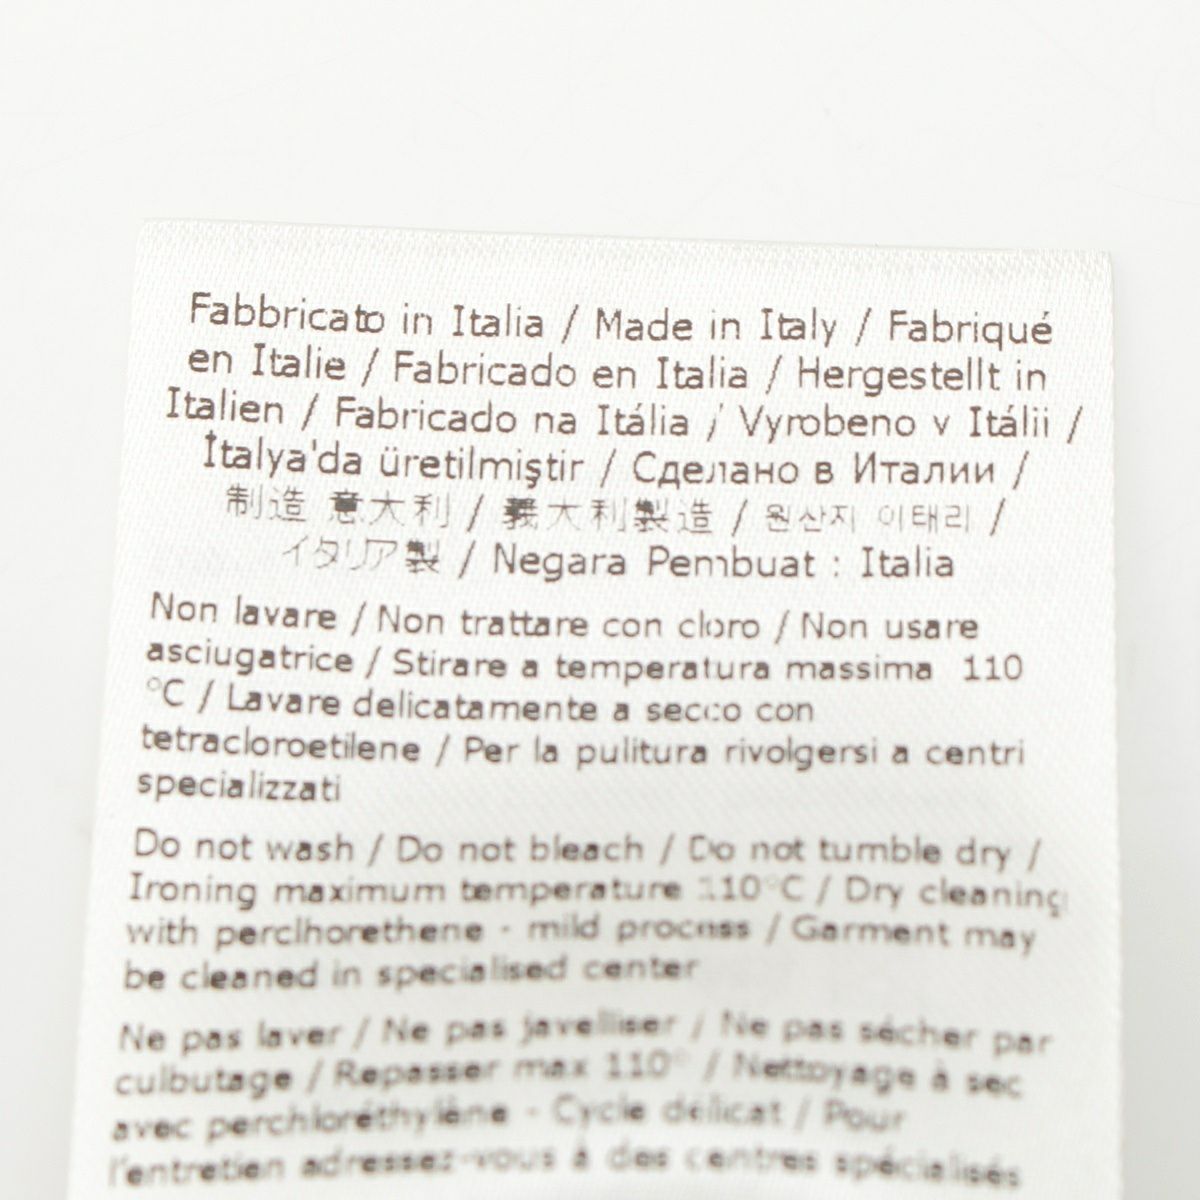 Fabbricato in Italia / Made in Italy / Fabriqué
en Italie / Fabricado en Italia / Hergestellt in
Italien / Fabricado na Itália / Vyrobeno v Itálii /
İtalya'da üretilmiştir / Сделано в Италии /
制造 意大利 / 義大利製造 / 원산지 이태리 /
イタリア製 / Negara Pembuat : Italia
Non lavare / Non trattare con cloro / Non usare
asciugatrice / Stirare a temperatura massima 110
°C / Lavare delicatamente a secco con
tetracloroetilene / Per la pulitura rivolgersi a centri
specializzati
Do not wash / Do not bleach / Do not tumble dry /
Ironing maximum temperature 110°C / Dry cleaning
with perclhorethene - mild process / Garment may
be cleaned in specialised center
Ne pas laver / Ne pas javelliser / Ne pas sécher par
culbutage / Repasser max 110° / Nettoyage à sec
avec perchloréthylène - Cycle délicat / Pour
l'entretien adressez-vous à des centres spécialisés